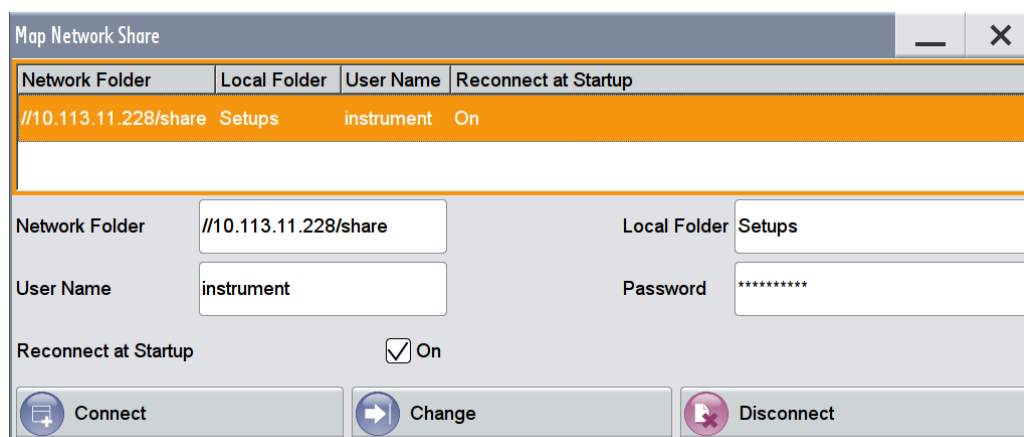 Map Network Share
Network Folder Local Folder User Name Reconnect at Startup
//10.113.11.228/share Setups instrument On
Network Folder //10.113.11.228/share Local Folder Setups
User Name instrument Password **********
Reconnect at Startup On
Connect Change Disconnect